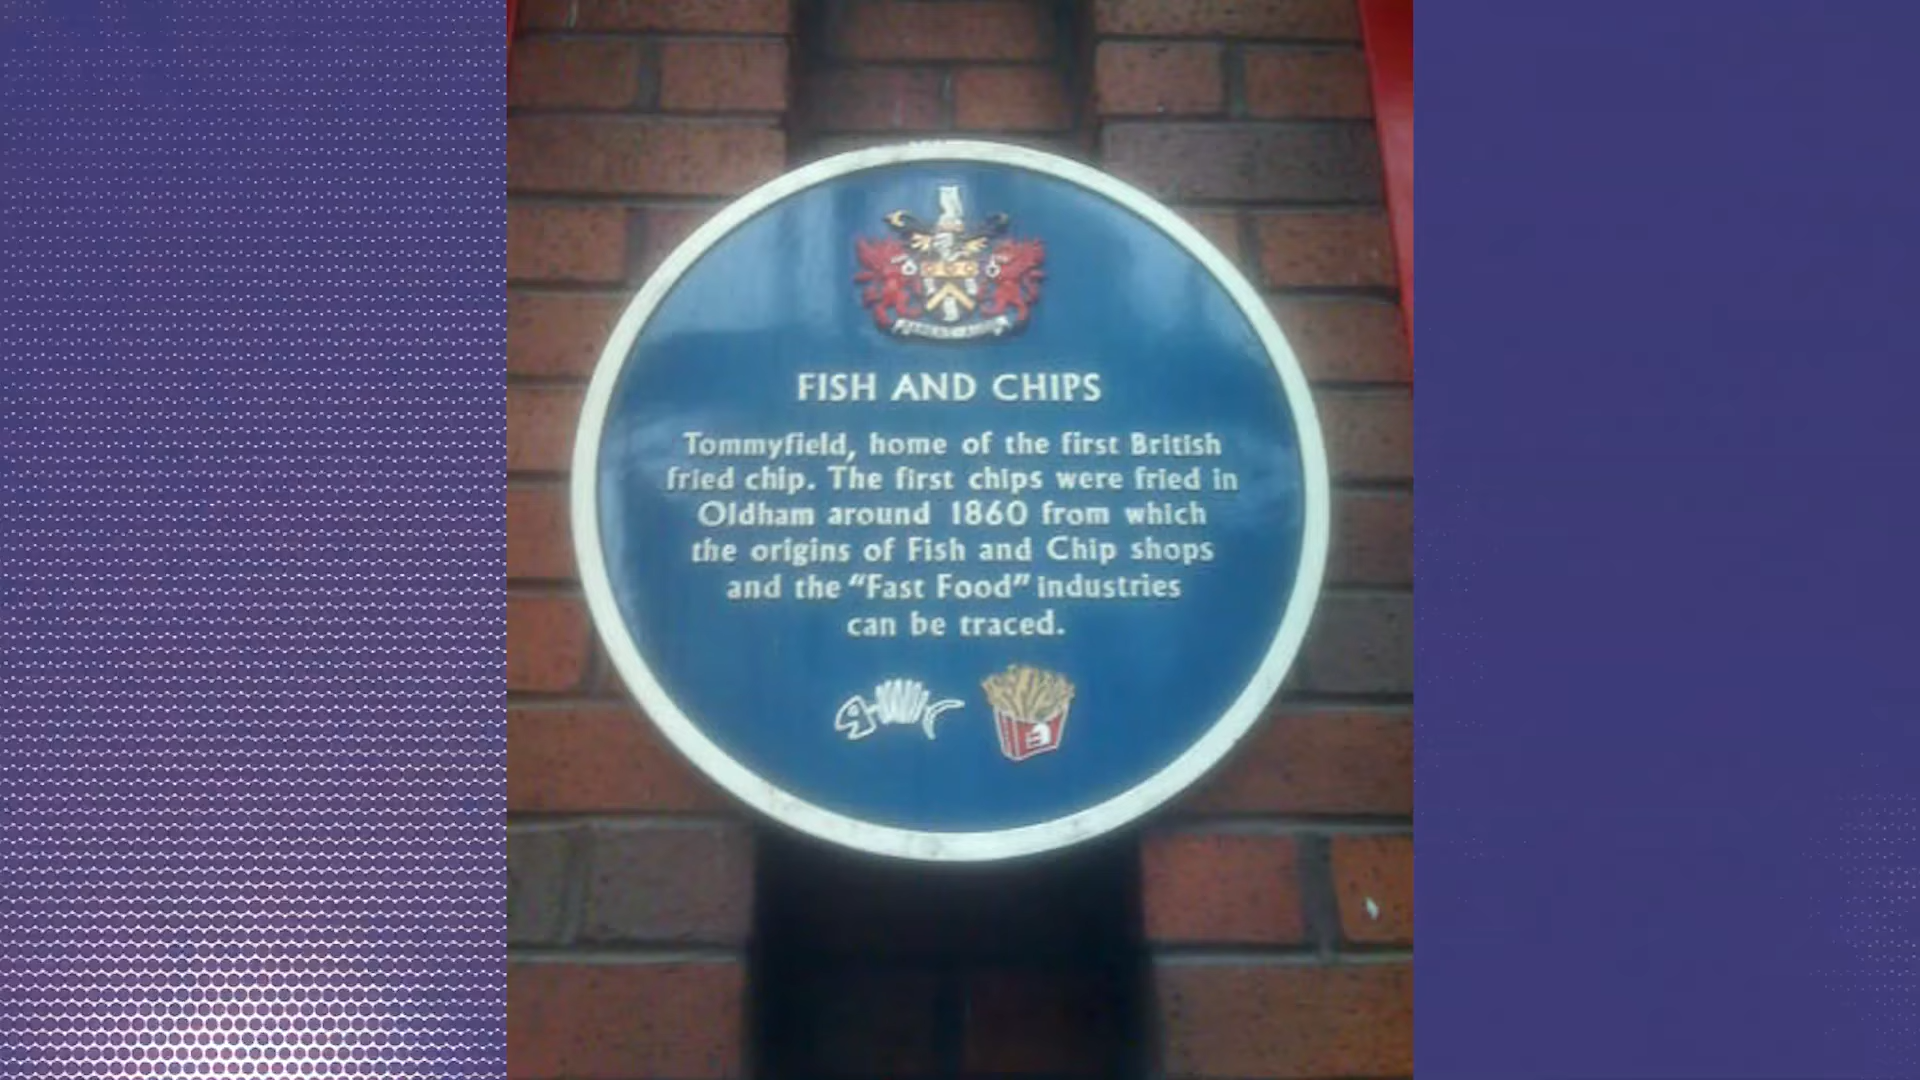 FISH AND CHIPS
Tommyfield, home of the first British
fried chip. The first chips were fried in
Oldham around 1860 from which
the origins of Fish and Chip shops
and the "Fast Food" industries
can be traced.